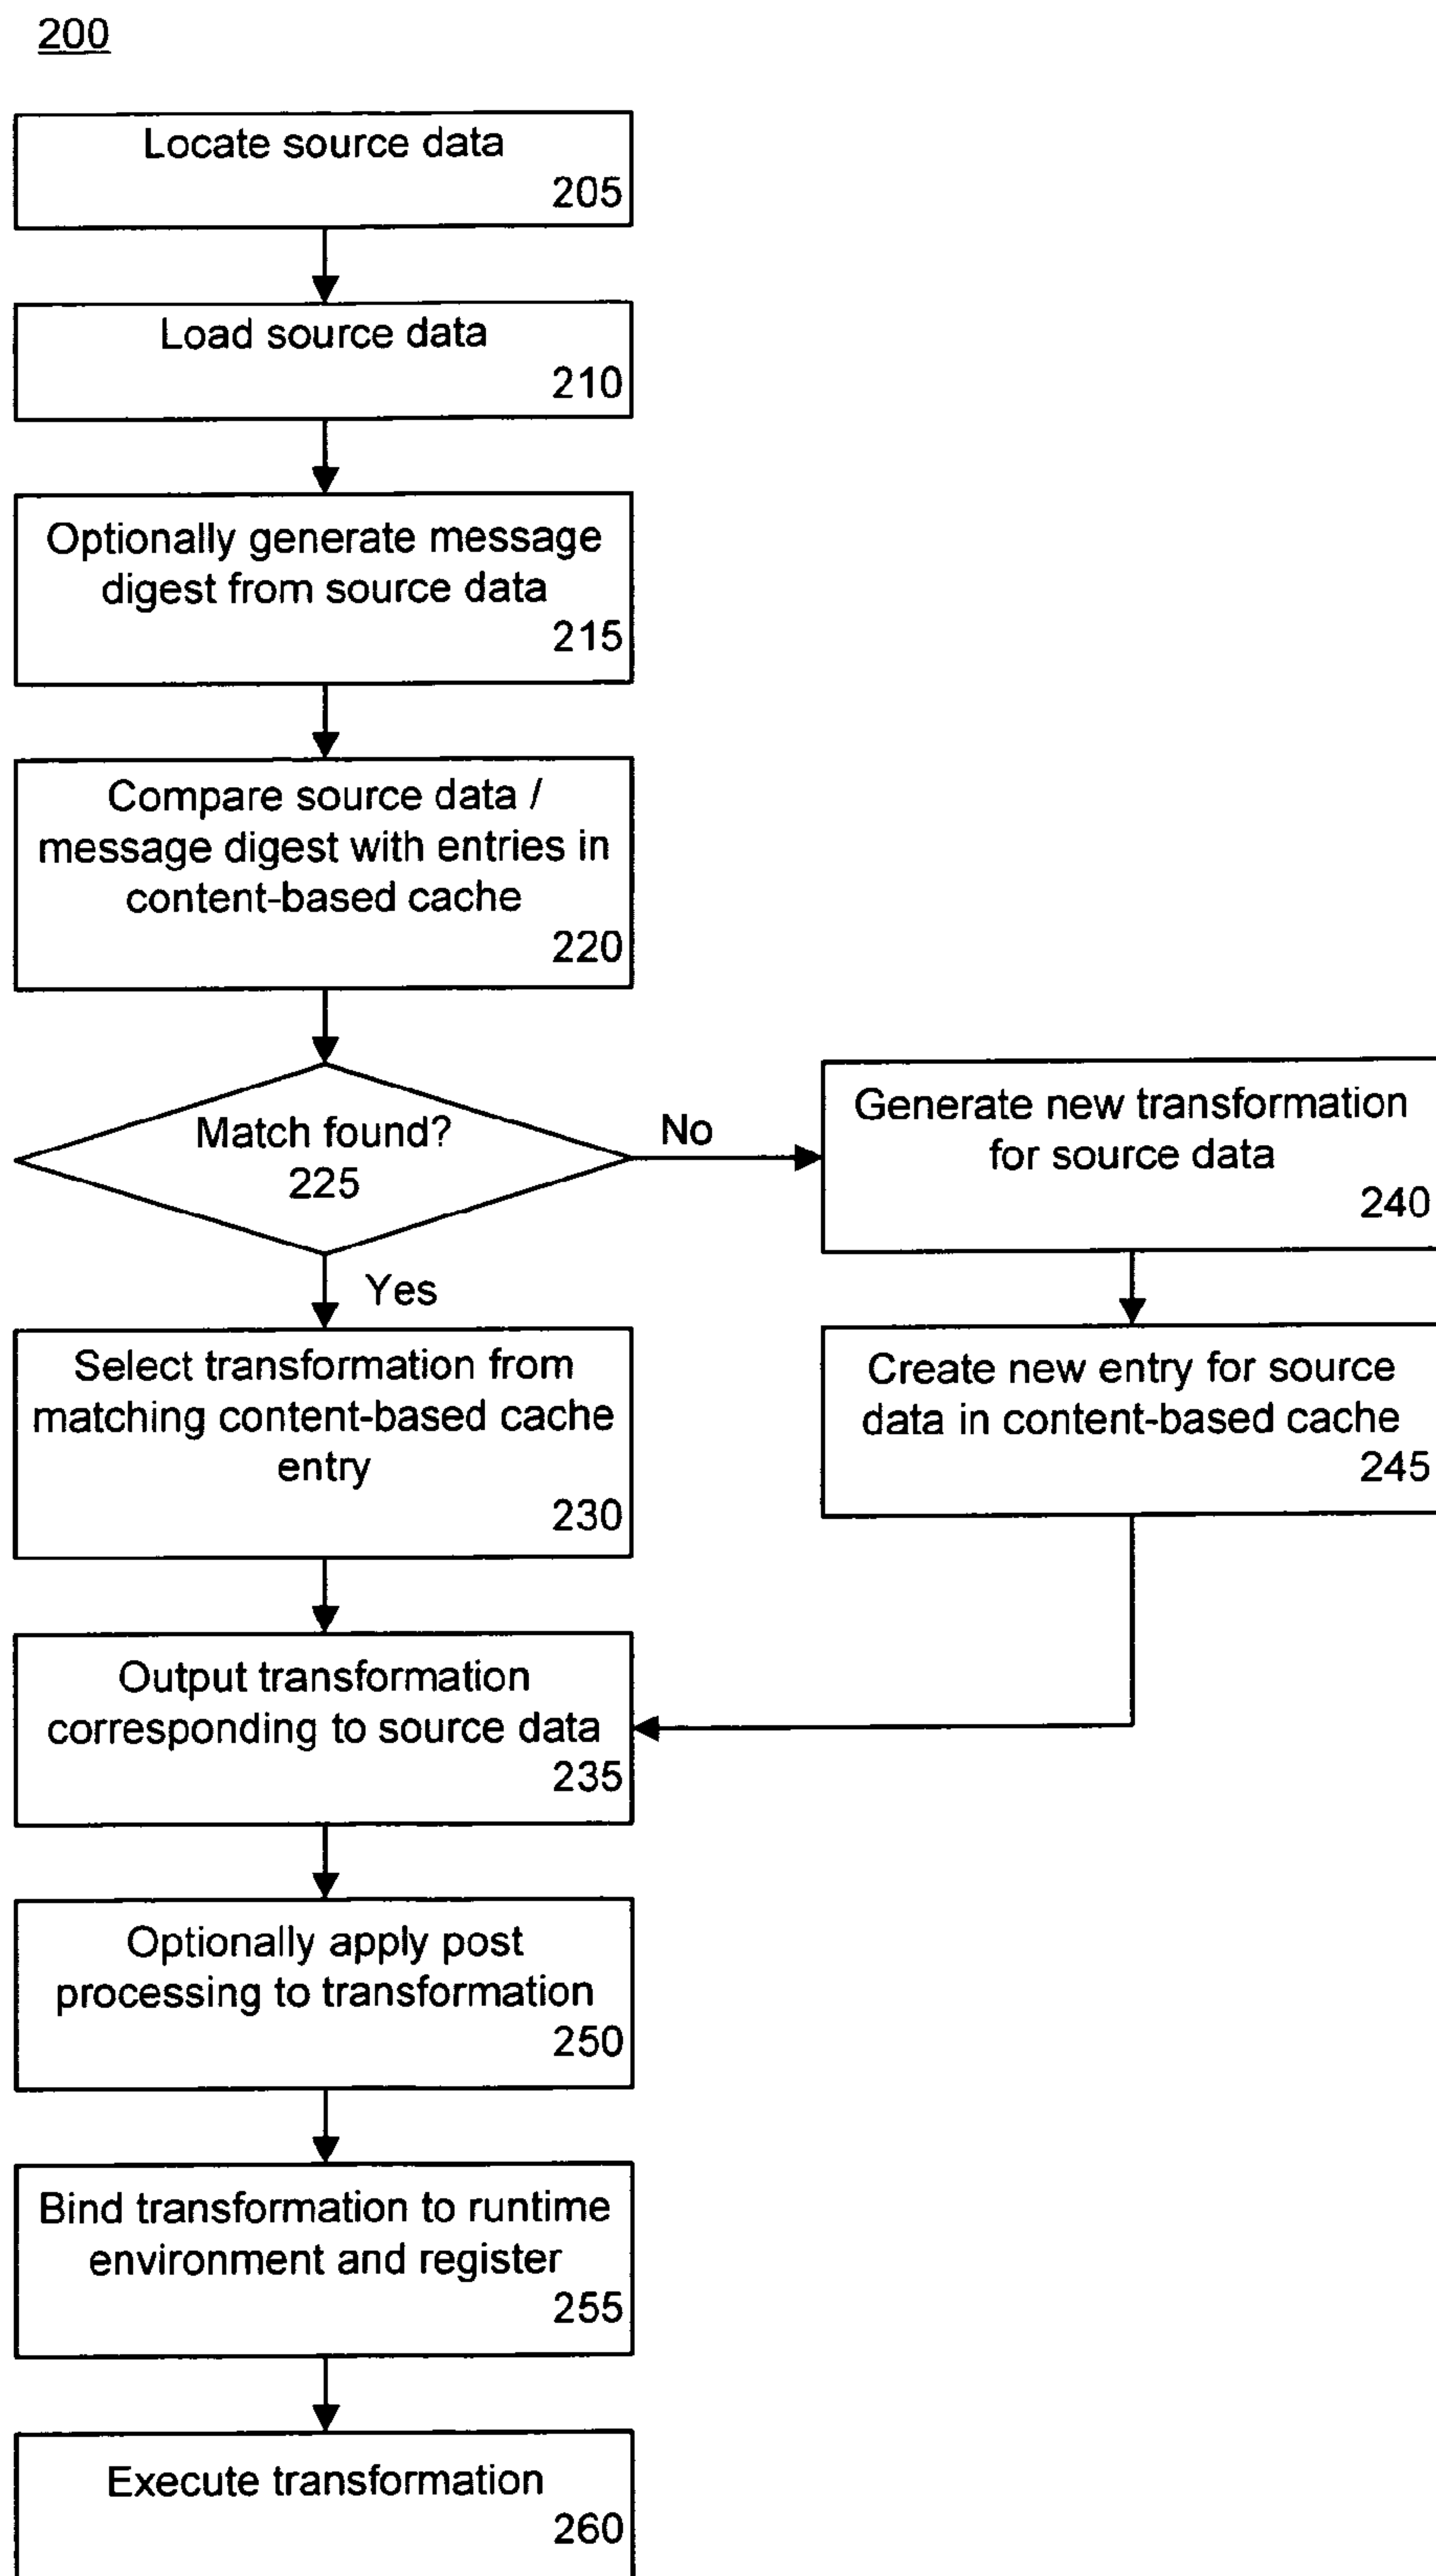 200
Locate source data
205
Load source data
210
Optionally generate message
digest from source data
215
Compare source data /
message digest with entries in
content-based cache
220
Match found?
225
No
Generate new transformation
for source data
240
Yes
Select transformation from
matching content-based cache
entry
230
Create new entry for source
data in content-based cache
245
Output transformation
corresponding to source data
235
Optionally apply post
processing to transformation
250
Bind transformation to runtime
environment and register
255
Execute transformation
260